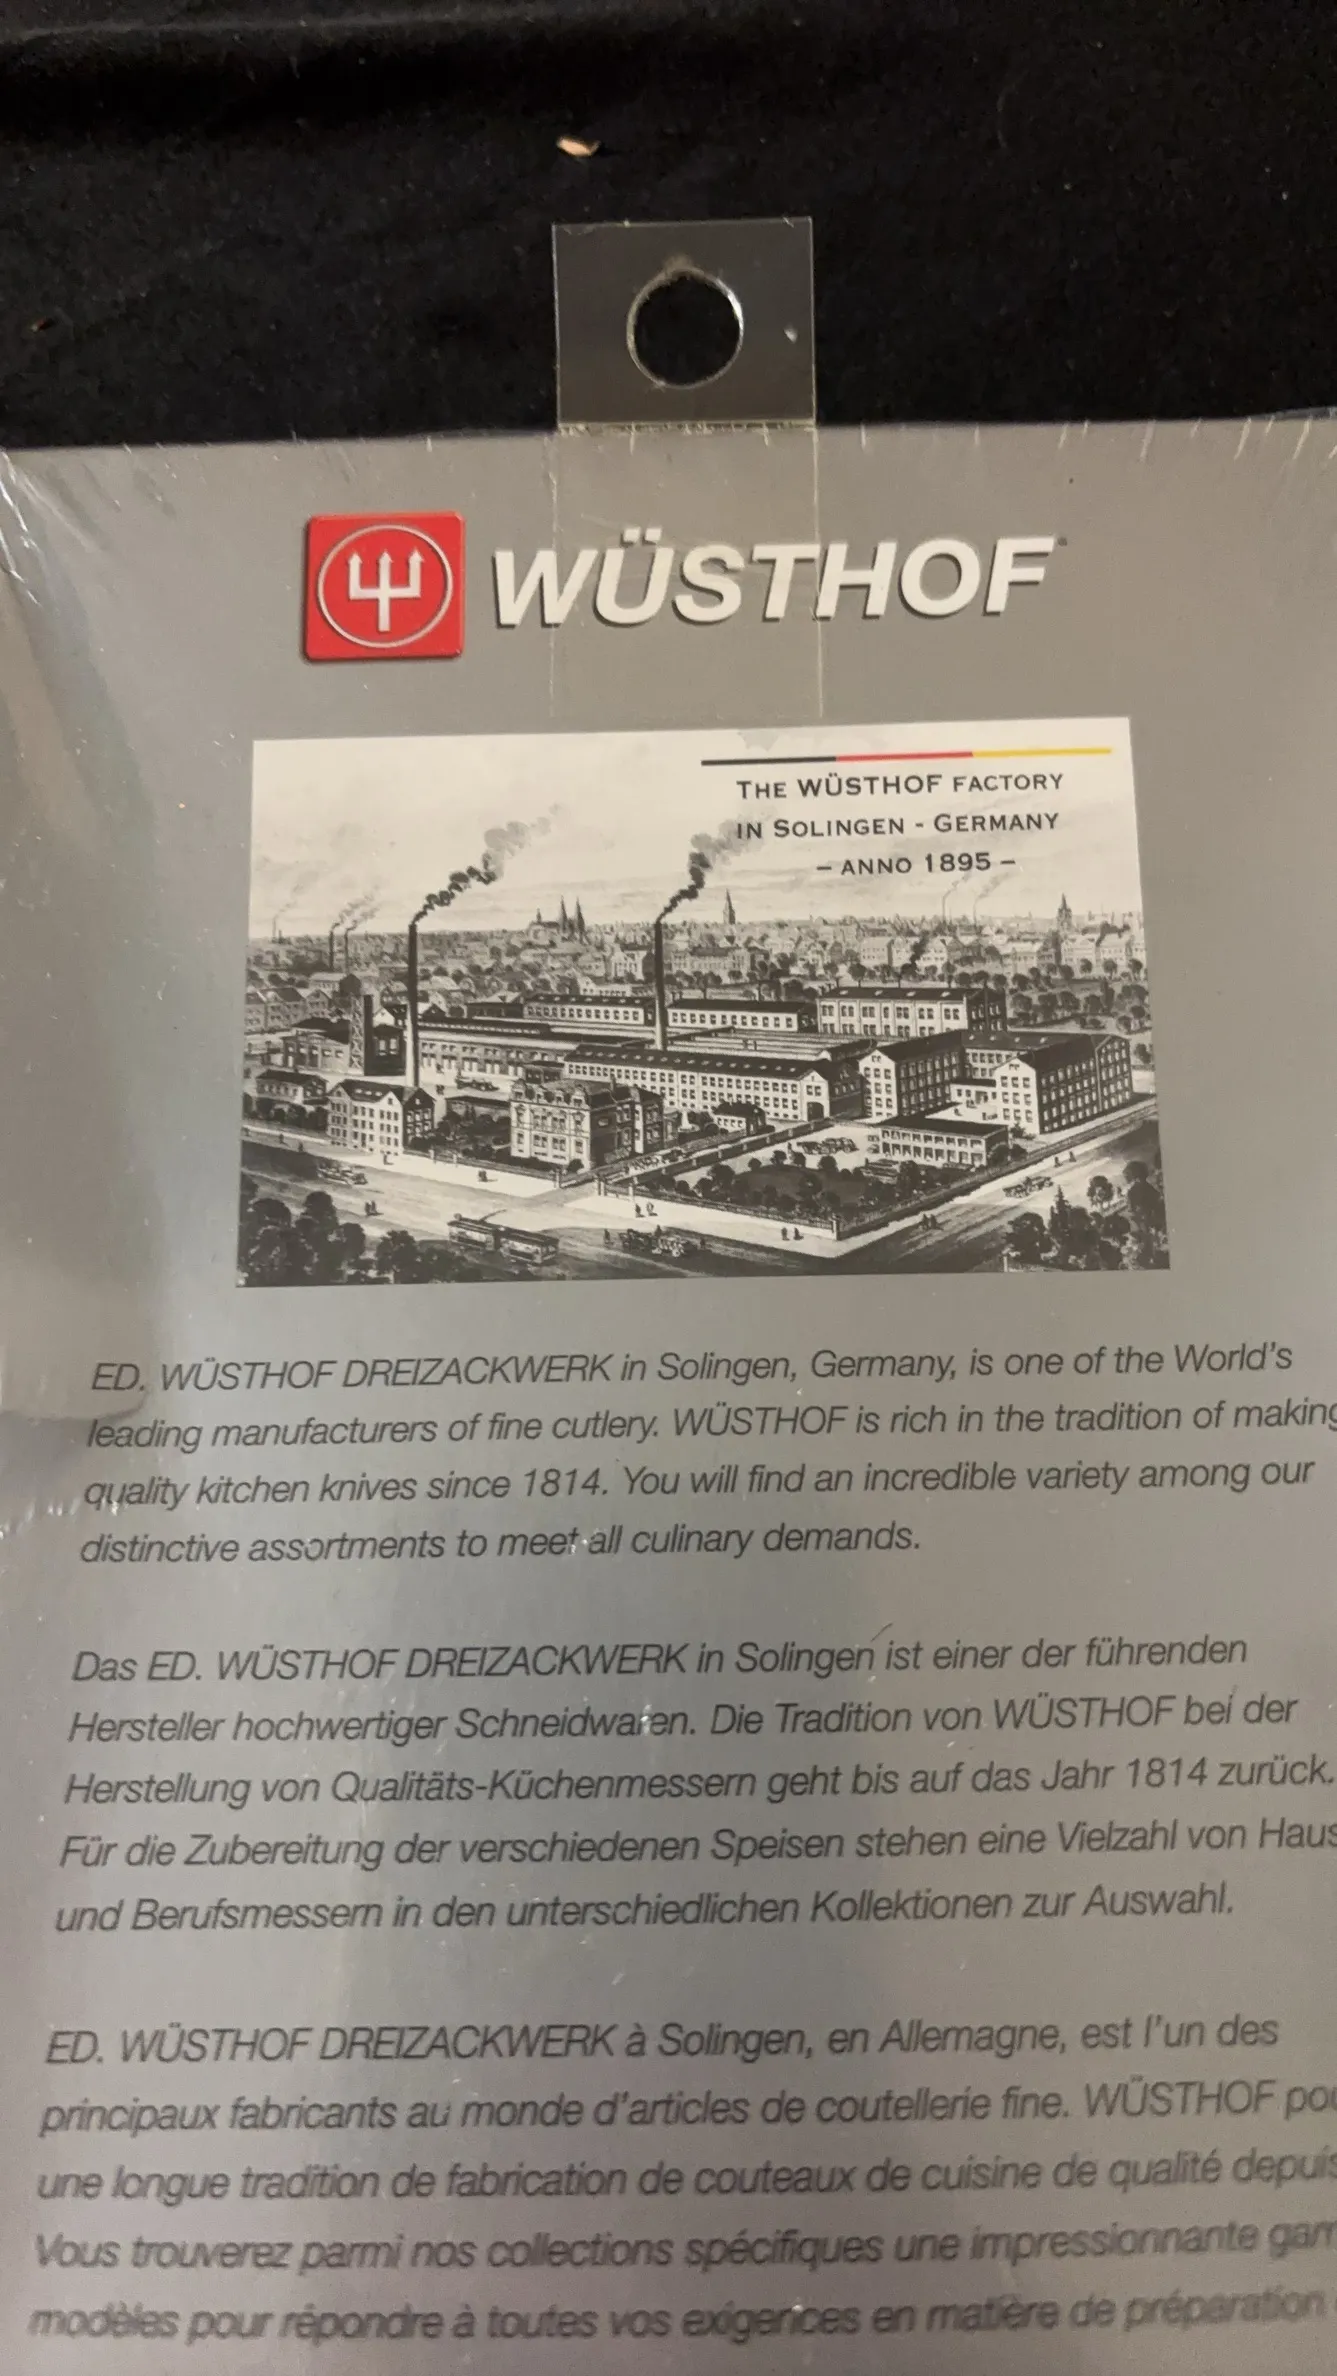 WÜSTHOF
THE WÜSTHOF FACTORY
IN SOLINGEN - GERMANY
– ANNO 1895 –
ED. WÜSTHOF DREIZACKWERK in Solingen, Germany, is one of the World's
leading manufacturers of fine cutlery. WÜSTHOF is rich in the tradition of making
quality kitchen knives since 1814. You will find an incredible variety among our
distinctive assortments to meet all culinary demands.
Das ED. WÜSTHOF DREIZACKWERK in Solingen ist einer der führenden
Hersteller hochwertiger Schneidwaren. Die Tradition von WÜSTHOF bei der
Herstellung von Qualitäts-Küchenmessern geht bis auf das Jahr 1814 zurück.
Für die Zubereitung der verschiedenen Speisen stehen eine Vielzahl von Haus
und Berufsmessern in den unterschiedlichen Kollektionen zur Auswahl.
ED. WÜSTHOF DREIZACKWERK à Solingen, en Allemagne, est l'un des
principaux fabricants au monde d'articles de coutellerie fine. WÜSTHOF
une longue tradition de fabrication de couteaux de cuisine de qualité depuis
Vous trouverez parmi nos collections spécifiques une impressionnante
modèles pour répondre à toutes vos exigences en matière de préparation